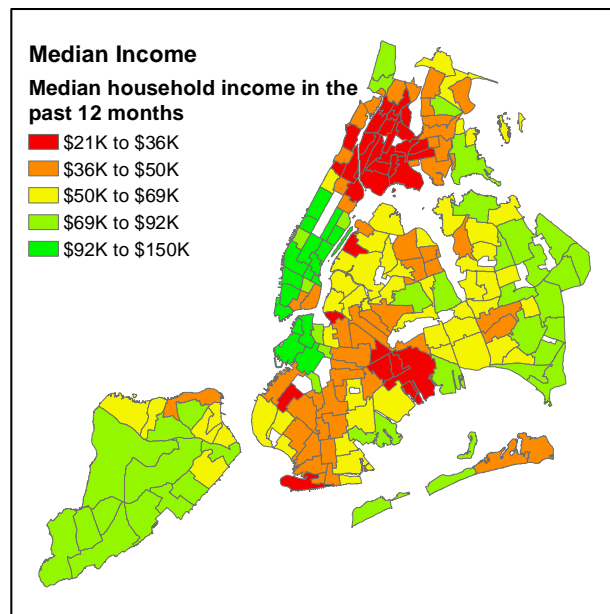 Median Income
Median household income in the
past 12 months
$21K to $36K
$36K to $50K
$50K to $69K
$69K to $92K
$92K to $150K